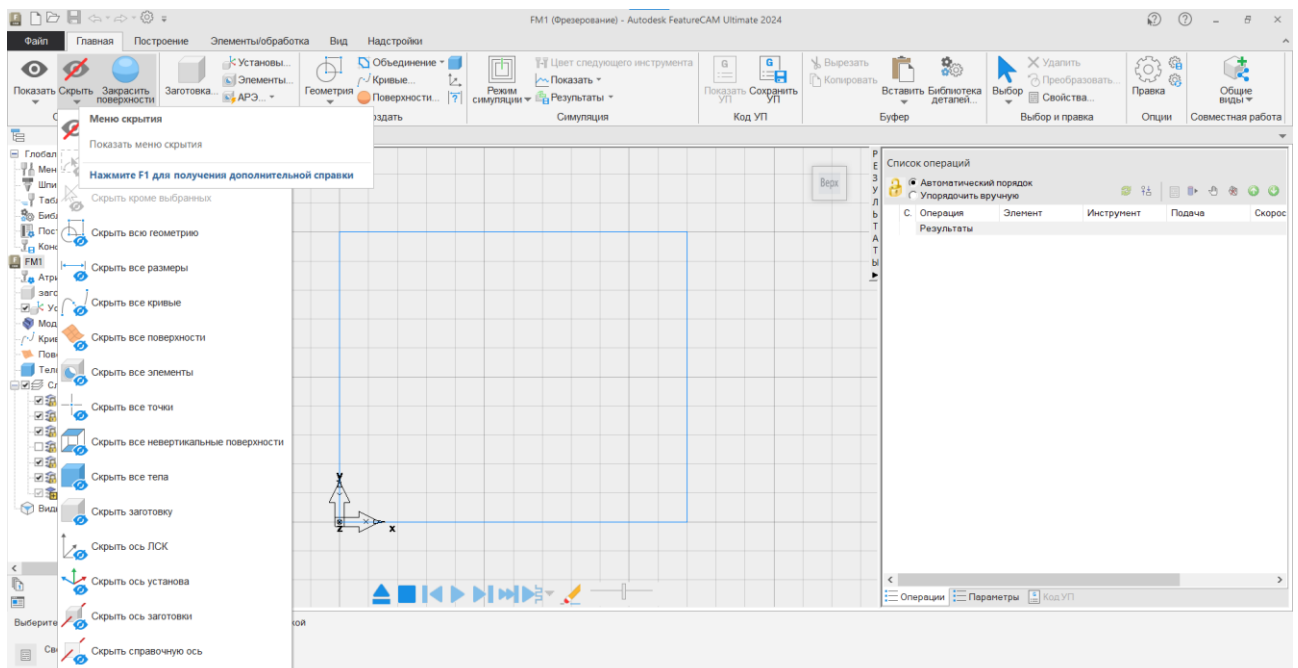 FM1 (Фрезерование) - Autodesk FeatureCAM Ultimate 2024
Файл Главная Построение Элементы/обработка Вид Надстройки
Показать Скрыть Закрасить поверхности
Заготовка...
Установы...
Элементы...
АРЭ...
Геометрия
Объединение
Кривые...
Поверхности...
Режим симуляции
Цвет следующего инструмента
Показать
Результаты
Показать УП
Сохранить УП
Вырезать
Копировать
Вставить
Библиотека деталей...
Выбор
Удалить
Преобразовать...
Свойства...
Правка
Общие виды
Симуляция
Код УП
Буфер
Выбор и правка
Опции
Совместная работа
Меню скрытия
Показать меню скрытия
Нажмите F1 для получения дополнительной справки
Скрыть кроме выбранных
Скрыть всю геометрию
Скрыть все размеры
Скрыть все кривые
Скрыть все поверхности
Скрыть все элементы
Скрыть все точки
Скрыть все невертикальные поверхности
Скрыть все тела
Скрыть заготовку
Скрыть ось ЛСК
Скрыть ось установа
Скрыть ось заготовки
Скрыть справочную ось
FM1
Верх
Y
X
Z
РЕЗУЛЬТАТЫ
Список операций
Автоматический порядок
Упорядочить вручную
С. Операция Элемент Инструмент Подача Скорос
Результаты
Операции Параметры Код УП